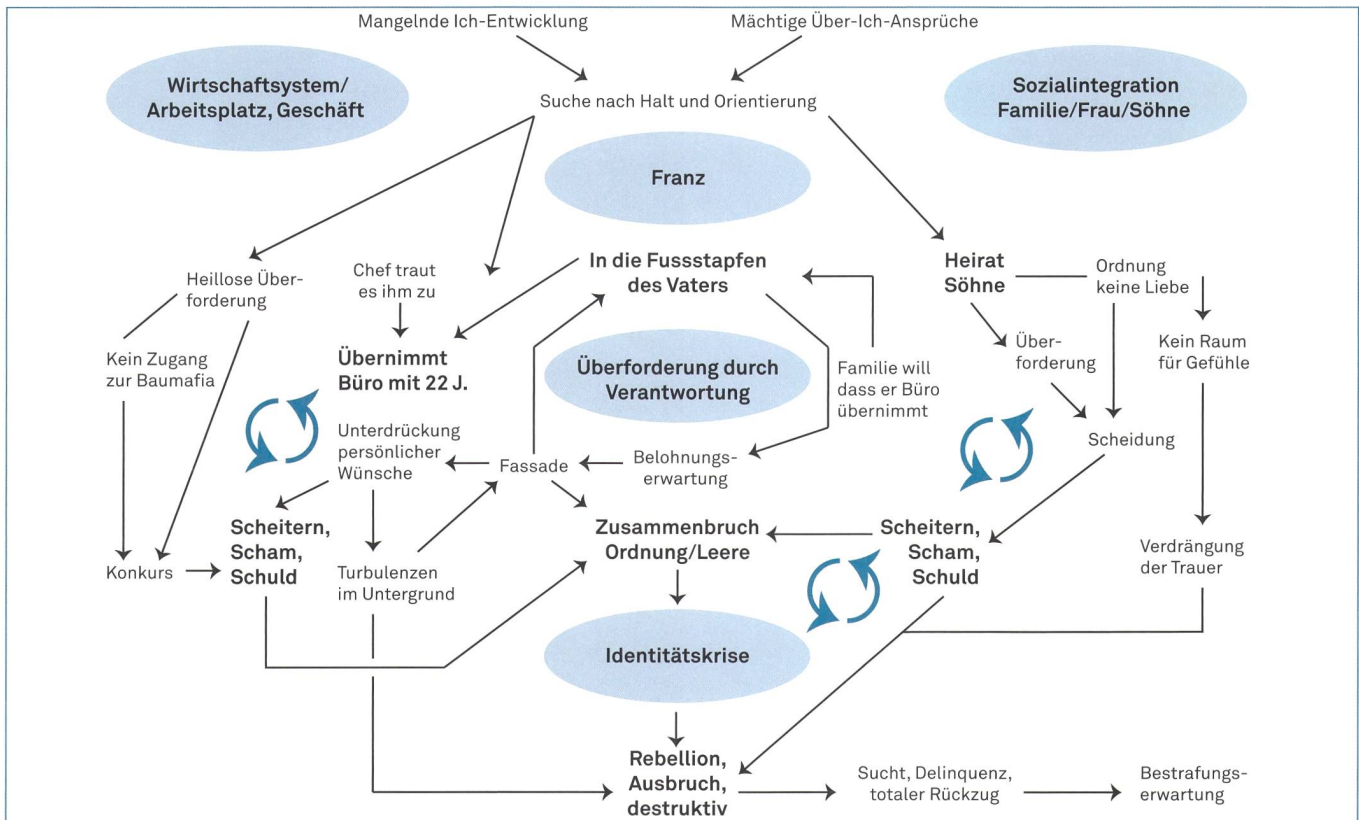 Mangelnde Ich-Entwicklung
Mächtige Über-Ich-Ansprüche
Wirtschaftsystem/
Arbeitsplatz, Geschäft
Suche nach Halt und Orientierung
Sozialintegration
Familie/Frau/Söhne
Franz
Heillose Über-
forderung
Chef traut
es ihm zu
In die Fussstapfen
des Vaters
Heirat
Söhne
Ordnung
keine Liebe
Kein Zugang
zur Baumafia
Übernimmt
Büro mit 22 J.
Überforderung durch
Verantwortung
Familie will
dass er Büro
übernimmt
Über-
forderung
Kein Raum
für Gefühle
Unterdrückung
persönlicher
Wünsche
Fassade
Belohnungs-
erwartung
Scheidung
Konkurs
Scheitern,
Scham,
Schuld
Turbulenzen
im Untergrund
Zusammenbruch
Ordnung/Leere
Scheitern,
Scham,
Schuld
Verdrängung
der Trauer
Identitätskrise
Rebellion,
Ausbruch,
destruktiv
Sucht, Delinquenz,
totaler Rückzug
Bestrafungs-
erwartung